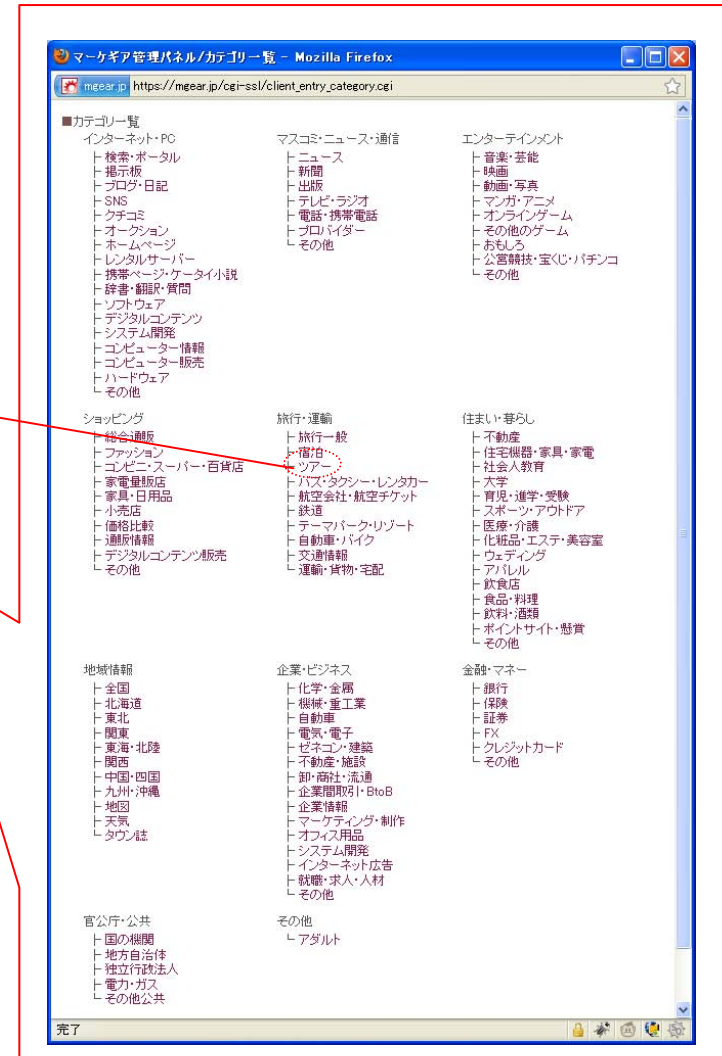 マーケギア管理パネル/カテゴリ一覧 - Mozilla Firefox
mgear.jp https://mgear.jp/cgi-ssl/client_entry_category.cgi
■カテゴリ一覧
インターネット・PC
├ 検索・ポータル
├ 掲示板
├ ブログ・日記
├ SNS
├ クチコミ
├ オークション
├ ホームページ
├ レンタルサーバー
├ 携帯ページ・ケータイ小説
├ 辞書・翻訳・質問
├ ソフトウェア
├ デジタルコンテンツ
├ システム開発
├ コンピューター情報
├ コンピューター販売
├ ハードウェア
└ その他
マスコミ・ニュース・通信
├ ニュース
├ 新聞
├ 出版
├ テレビ・ラジオ
├ 電話・携帯電話
├ プロバイダー
└ その他
エンターテインメント
├ 音楽・芸能
├ 映画
├ 動画・写真
├ マンガ・アニメ
├ オンラインゲーム
├ その他のゲーム
├ おもしろ
├ 公営競技・宝くじ・パチンコ
└ その他
ショッピング
├ 総合通販
├ ファッション
├ コンビニ・スーパー・百貨店
├ 家電量販店
├ 家具・日用品
├ 小売店
├ 価格比較
├ 通販情報
├ デジタルコンテンツ販売
└ その他
旅行・運輸
├ 旅行一般
├ 宿泊
├ ツアー
├ バス・タクシー・レンタカー
├ 航空会社・航空チケット
├ 鉄道
├ テーマパーク・リゾート
├ 自動車・バイク
├ 交通情報
└ 運輸・貨物・宅配
住まい・暮らし
├ 不動産
├ 住宅機器・家具・家電
├ 社会人教育
├ 大学
├ 育児・進学・受験
├ スポーツ・アウトドア
├ 医療・介護
├ 化粧品・エステ・美容室
├ ウェディング
├ アパレル
├ 飲食店
├ 食品・料理
├ 飲料・酒類
├ ポイントサイト・懸賞
└ その他
地域情報
├ 全国
├ 北海道
├ 東北
├ 関東
├ 東海・北陸
├ 関西
├ 中国・四国
├ 九州・沖縄
├ 地図
├ 天気
└ タウン誌
企業・ビジネス
├ 化学・金属
├ 機械・重工業
├ 自動車
├ 電気・電子
├ ゼネコン・建築
├ 不動産・施設
├ 卸・商社・流通
├ 企業間取引・BtoB
├ 企業情報
├ マーケティング・制作
├ オフィス用品
├ システム開発
├ インターネット広告
├ 就職・求人・人材
└ その他
金融・マネー
├ 銀行
├ 保険
├ 証券
├ FX
├ クレジットカード
└ その他
官公庁・公共
├ 国の機関
├ 地方自治体
├ 独立行政法人
├ 電力・ガス
└ その他公共
その他
└ アダルト
完了